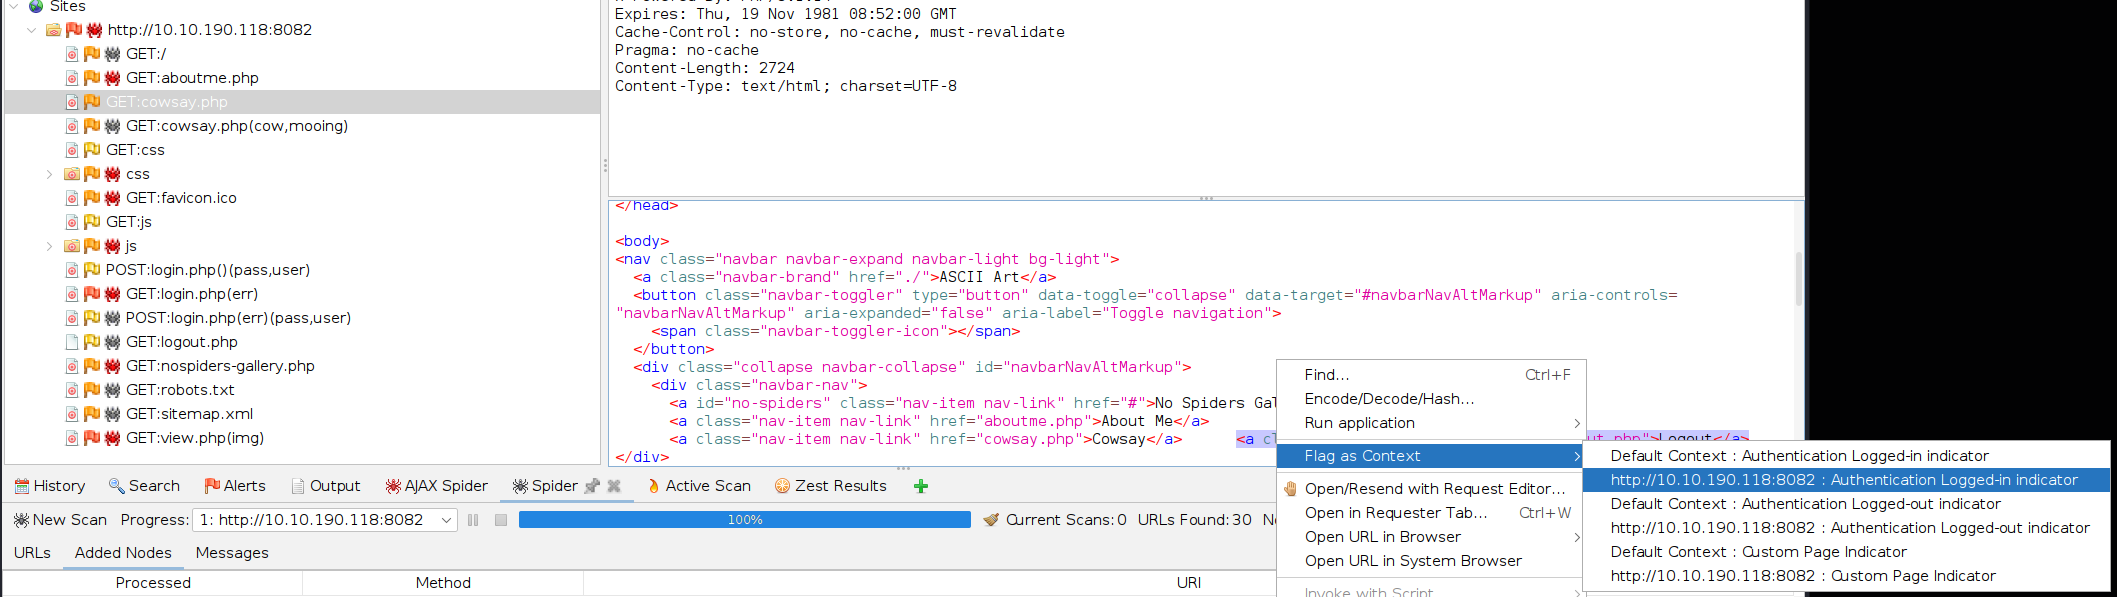 Sites
http://10.10.190.118:8082
GET:/
GET:aboutme.php
GET:cowsay.php
GET:cowsay.php(cow,mooing)
GET:css
css
GET:favicon.ico
GET:js
js
POST:login.php()(pass,user)
GET:login.php(err)
POST:login.php(err)(pass,user)
GET:logout.php
GET:nospiders-gallery.php
GET:robots.txt
GET:sitemap.xml
GET:view.php(img)
Expires: Thu, 19 Nov 1981 08:52:00 GMT
Cache-Control: no-store, no-cache, must-revalidate
Pragma: no-cache
Content-Length: 2724
Content-Type: text/html; charset=UTF-8
</head>
<body>
<nav class="navbar navbar-expand navbar-light bg-light">
<a class="navbar-brand" href="./">ASCII Art</a>
<button class="navbar-toggler" type="button" data-toggle="collapse" data-target="#navbarNavAltMarkup" aria-controls=
"navbarNavAltMarkup" aria-expanded="false" aria-label="Toggle navigation">
<span class="navbar-toggler-icon"></span>
</button>
<div class="collapse navbar-collapse" id="navbarNavAltMarkup">
<div class="navbar-nav">
<a id="no-spiders" class="nav-item nav-link" href="#">No Spiders Gal
<a class="nav-item nav-link" href="aboutme.php">About Me</a>
<a class="nav-item nav-link" href="cowsay.php">Cowsay</a> <a cl ut.php">Logout</a>
</div>
Find... Ctrl+F
Encode/Decode/Hash...
Run application
Flag as Context
Open/Resend with Request Editor...
Open in Requester Tab... Ctrl+W
Open URL in Browser
Open URL in System Browser
Invoke with Script
Default Context : Authentication Logged-in indicator
http://10.10.190.118:8082 : Authentication Logged-in indicator
Default Context : Authentication Logged-out indicator
http://10.10.190.118:8082 : Authentication Logged-out indicator
Default Context : Custom Page Indicator
http://10.10.190.118:8082 : Custom Page Indicator
History Search Alerts Output AJAX Spider Spider Active Scan Zest Results
New Scan Progress: 1: http://10.10.190.118:8082 100% Current Scans: 0 URLs Found: 30
URLs Added Nodes Messages
Processed Method URI